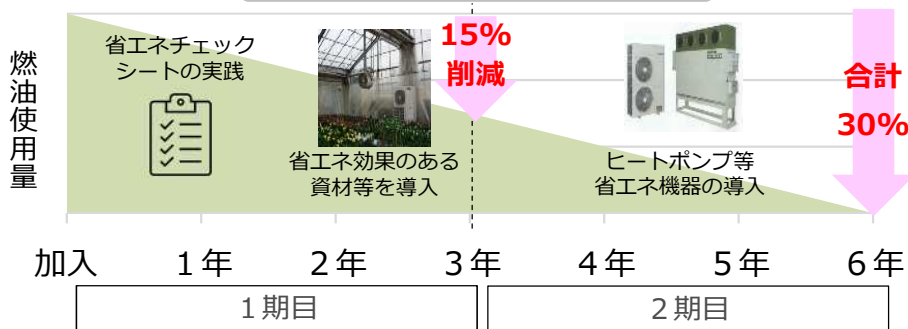 燃油使用量
省エネチェック
シートの実践
省エネ効果のある
資材等を導入
15%
削減
ヒートポンプ等
省エネ機器の導入
合計
30%
加入
1年
2年
3年
4年
5年
6年
1期目
2期目